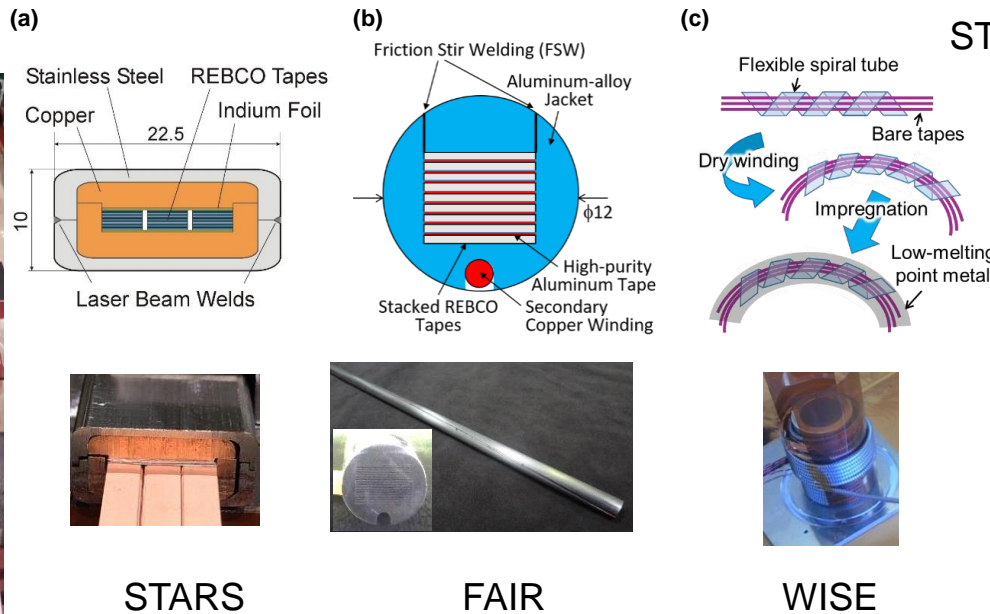 (a)
(b)
(c)
ST
Stainless Steel
REBCO Tapes
Copper
Indium Foil
22.5
10
Laser Beam Welds
Friction Stir Welding (FSW)
Aluminum-alloy
Jacket
ϕ12
High-purity
Aluminum Tape
Stacked REBCO
Tapes
Secondary
Copper Winding
Flexible spiral tube
Bare tapes
Dry winding
Impregnation
Low-melting
point metal
STARS
FAIR
WISE